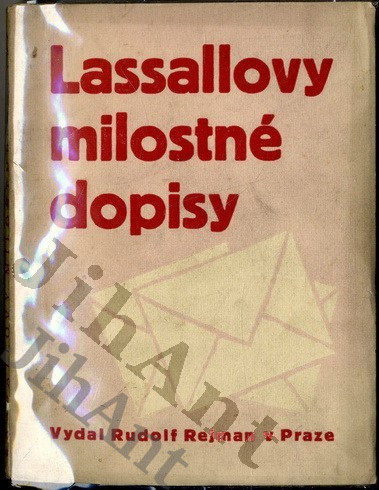 Lassallovy
milostné
dopisy
JihAnt
JihAnt
Vydal Rudolf Rejman v Praze